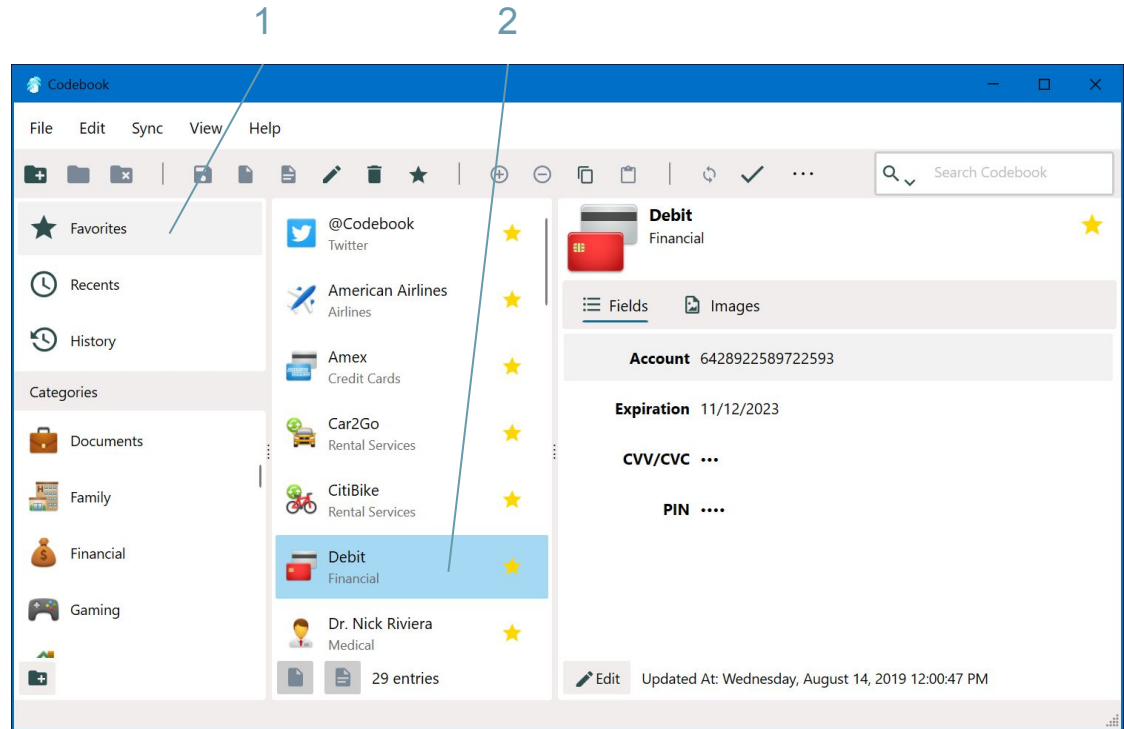 1 2
Codebook
File Edit Sync View Help
Search Codebook
Favorites
Recents
History
Categories
Documents
Family
Financial
Gaming
@Codebook
Twitter
American Airlines
Airlines
Amex
Credit Cards
Car2Go
Rental Services
CitiBike
Rental Services
Debit
Financial
Dr. Nick Riviera
Medical
29 entries
Debit
Financial
Fields Images
Account 6428922589722593
Expiration 11/12/2023
CVV/CVC •••
PIN ••••
Edit Updated At: Wednesday, August 14, 2019 12:00:47 PM